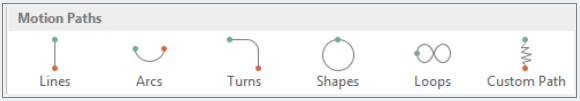 Motion Paths
Lines Arcs Turns Shapes Loops Custom Path